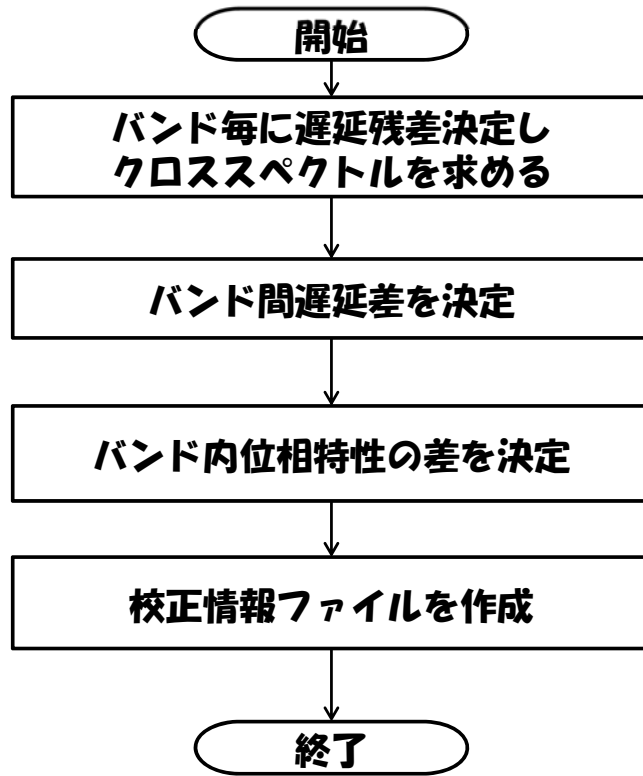 開始
バンド毎に遅延残差決定し
クロススペクトルを求める
バンド間遅延差を決定
バンド内位相特性の差を決定
校正情報ファイルを作成
終了